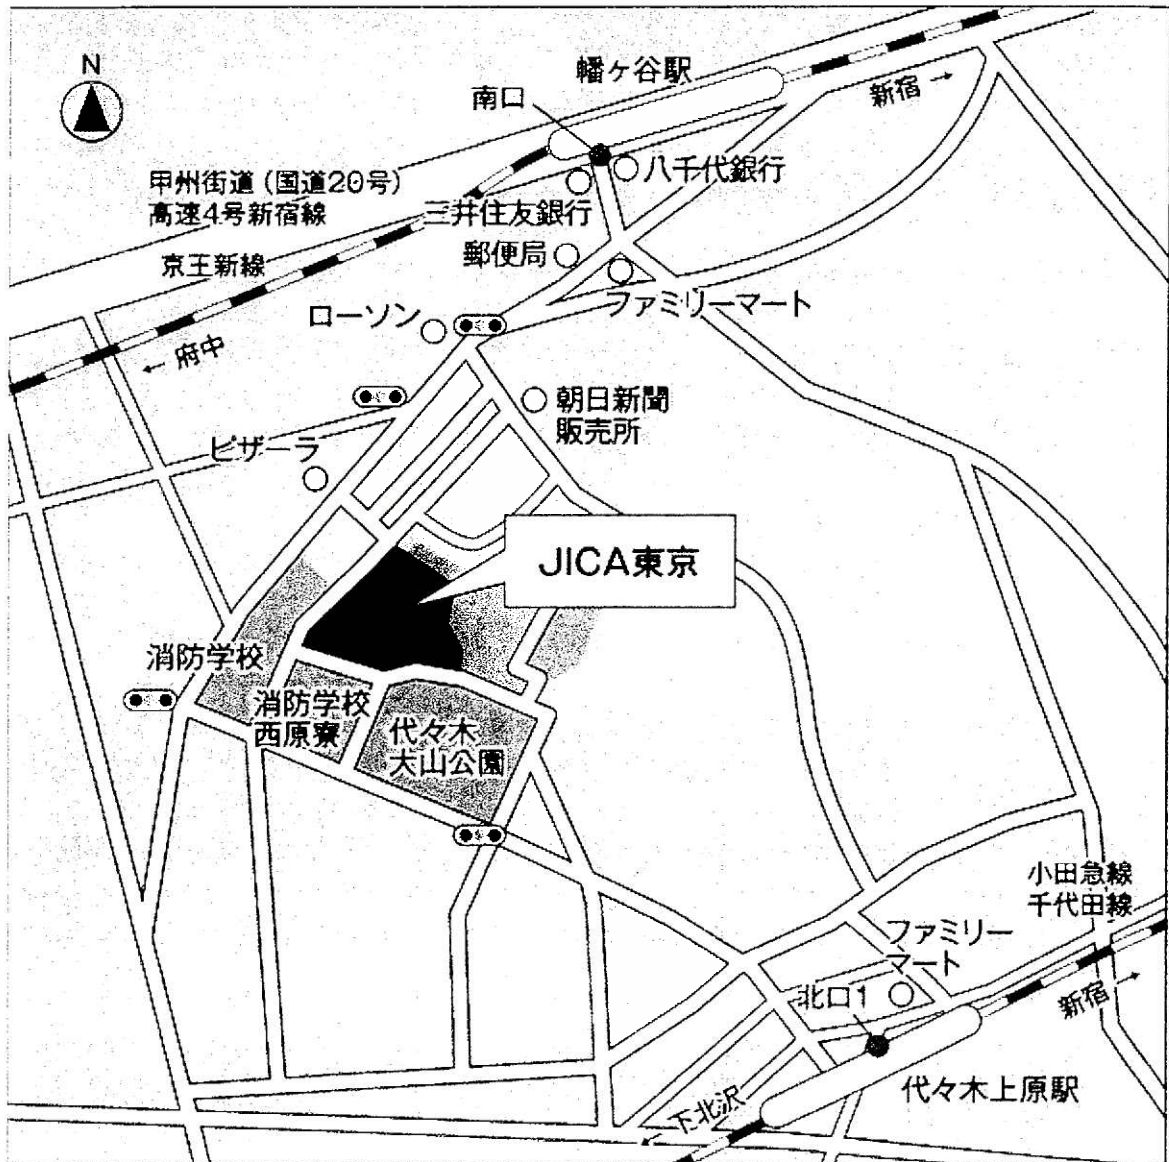 N
幡ヶ谷駅
南口
新宿 →
八千代銀行
甲州街道(国道20号)
高速4号新宿線
三井住友銀行
郵便局
京王新線
ローソン
ファミリーマート
← 府中
朝日新聞
販売所
ピザーラ
JICA東京
消防学校
消防学校
西原寮
代々木
大山公園
小田急線
千代田線
ファミリー
マート
北口1
新宿 →
代々木上原駅
← 下北沢